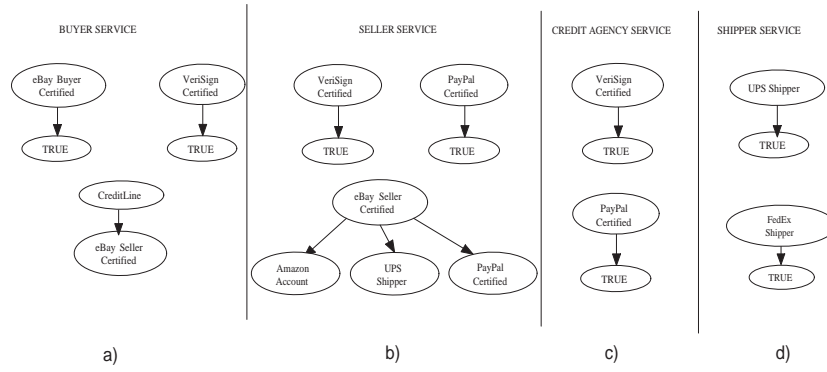 BUYER SERVICE
eBay Buyer
Certified
VeriSign
Certified
TRUE
TRUE
CreditLine
eBay Seller
Certified
a)
SELLER SERVICE
VeriSign
Certified
PayPal
Certified
TRUE
TRUE
eBay Seller
Certified
Amazon
Account
UPS
Shipper
PayPal
Certified
b)
CREDIT AGENCY SERVICE
VeriSign
Certified
TRUE
PayPal
Certified
TRUE
c)
SHIPPER SERVICE
UPS Shipper
TRUE
FedEx
Shipper
TRUE
d)